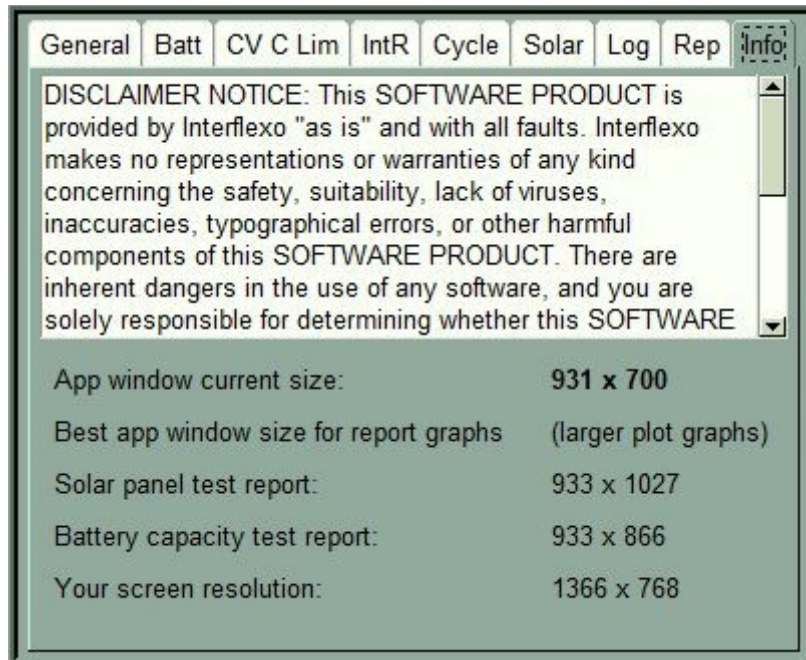 General Batt CV C Lim IntR Cycle Solar Log Rep Info
DISCLAIMER NOTICE: This SOFTWARE PRODUCT is
provided by Interflexo "as is" and with all faults. Interflexo
makes no representations or warranties of any kind
concerning the safety, suitability, lack of viruses,
inaccuracies, typographical errors, or other harmful
components of this SOFTWARE PRODUCT. There are
inherent dangers in the use of any software, and you are
solely responsible for determining whether this SOFTWARE
App window current size: 931 x 700
Best app window size for report graphs (larger plot graphs)
Solar panel test report: 933 x 1027
Battery capacity test report: 933 x 866
Your screen resolution: 1366 x 768